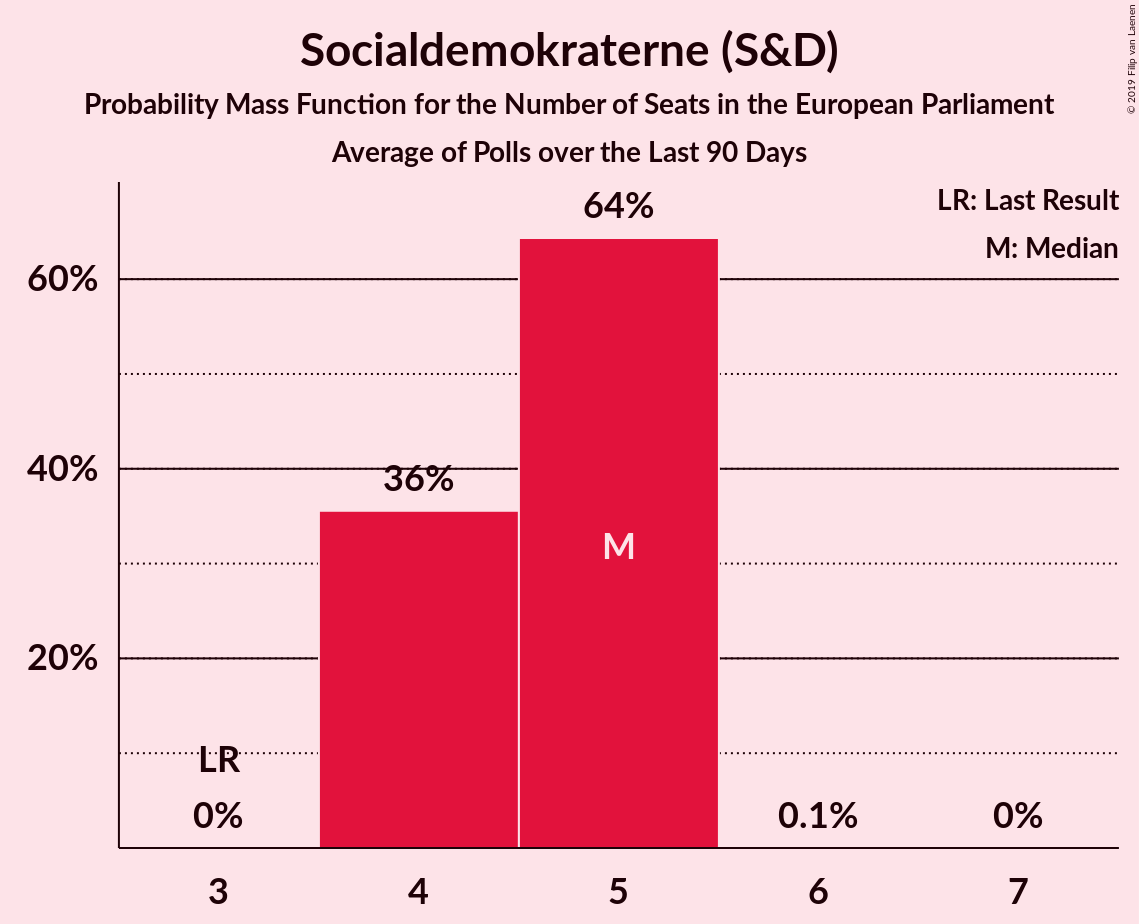 Socialdemokraterne (S&D)
Probability Mass Function for the Number of Seats in the European Parliament
Average of Polls over the Last 90 Days
© 2019 Filip van Laenen
LR: Last Result
M: Median
64%
60%
40%
36%
M
20%
LR
0%
0.1%
0%
3
4
5
6
7